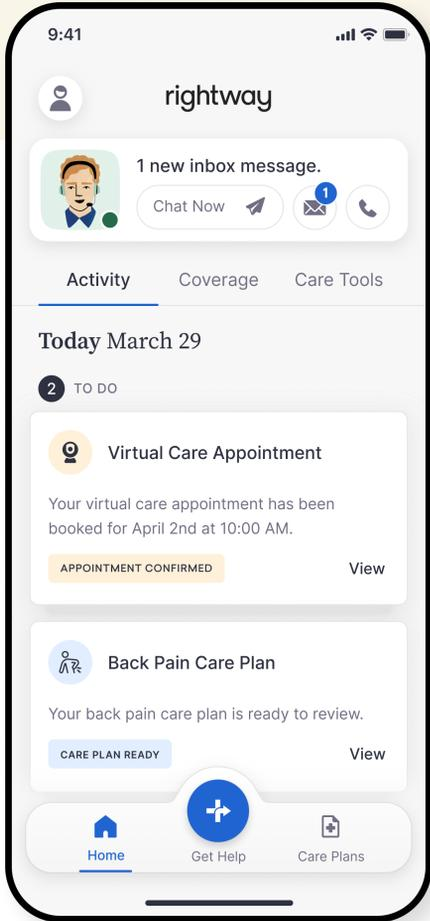 9:41
rightway
1 new inbox message.
Chat Now
1
Activity
Coverage
Care Tools
Today March 29
2 TO DO
Virtual Care Appointment
Your virtual care appointment has been
booked for April 2nd at 10:00 AM.
APPOINTMENT CONFIRMED
View
Back Pain Care Plan
Your back pain care plan is ready to review.
CARE PLAN READY
View
Home
Get Help
Care Plans